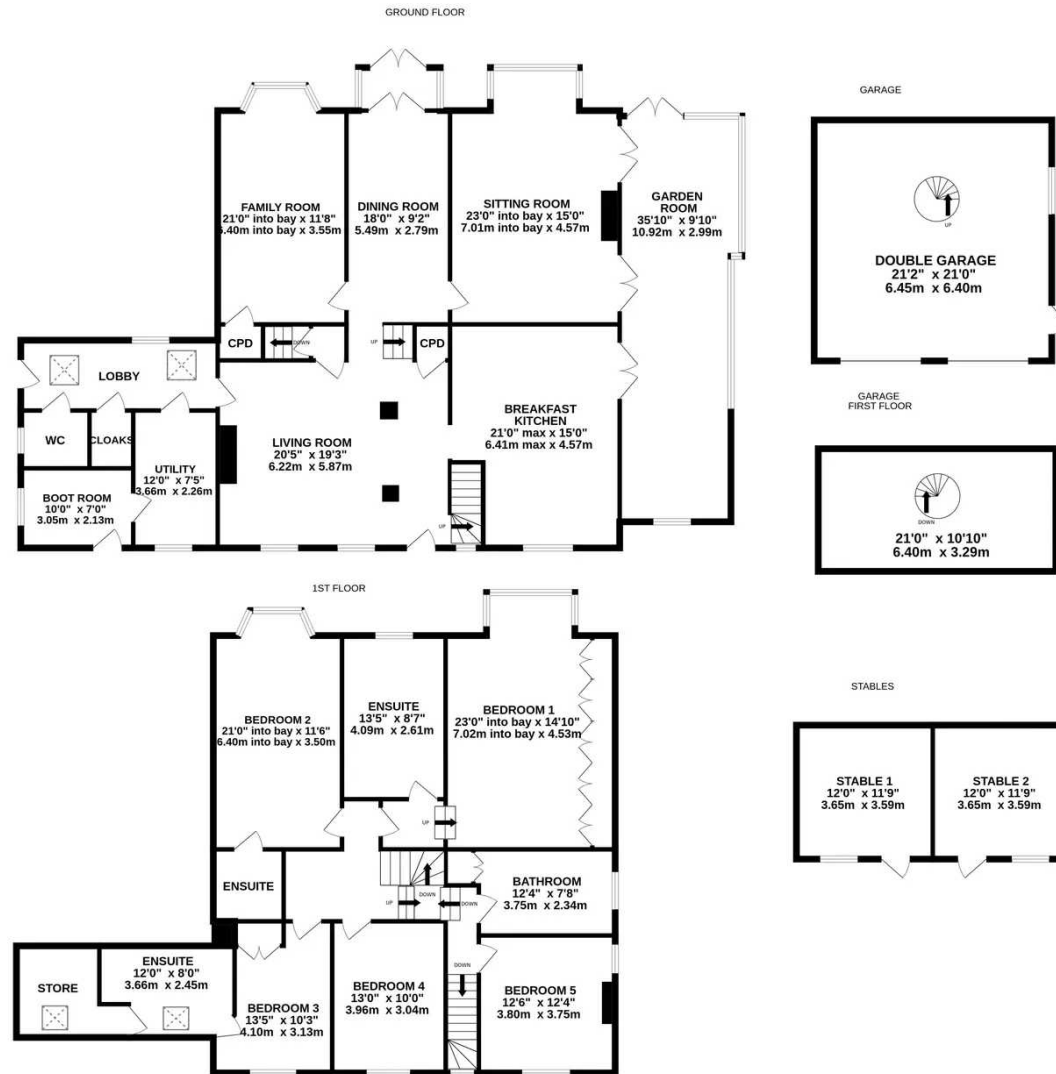 GROUND FLOOR
FAMILY ROOM
21'0" into bay x 11'8"
6.40m into bay x 3.55m
DINING ROOM
18'0" x 9'2"
5.49m x 2.79m
SITTING ROOM
23'0" into bay x 15'0"
7.01m into bay x 4.57m
GARDEN
ROOM
35'10" x 9'10"
10.92m x 2.99m
CPD
DOWN
UP
CPD
LOBBY
WC
CLOAKS
UTILITY
12'0" x 7'5"
3.66m x 2.26m
BOOT ROOM
10'0" x 7'0"
3.05m x 2.13m
LIVING ROOM
20'5" x 19'3"
6.22m x 5.87m
BREAKFAST
KITCHEN
21'0" max x 15'0"
6.41m max x 4.57m
UP
GARAGE
UP
DOUBLE GARAGE
21'2" x 21'0"
6.45m x 6.40m
GARAGE
FIRST FLOOR
DOWN
21'0" x 10'10"
6.40m x 3.29m
1ST FLOOR
BEDROOM 2
21'0" into bay x 11'6"
6.40m into bay x 3.50m
ENSUITE
13'5" x 8'7"
4.09m x 2.61m
BEDROOM 1
23'0" into bay x 14'10"
7.02m into bay x 4.53m
UP
ENSUITE
DOWN
UP
DOWN
BATHROOM
12'4" x 7'8"
3.75m x 2.34m
STORE
ENSUITE
12'0" x 8'0"
3.66m x 2.45m
BEDROOM 3
13'5" x 10'3"
4.10m x 3.13m
BEDROOM 4
13'0" x 10'0"
3.96m x 3.04m
DOWN
BEDROOM 5
12'6" x 12'4"
3.80m x 3.75m
STABLES
STABLE 1
12'0" x 11'9"
3.65m x 3.59m
STABLE 2
12'0" x 11'9"
3.65m x 3.59m